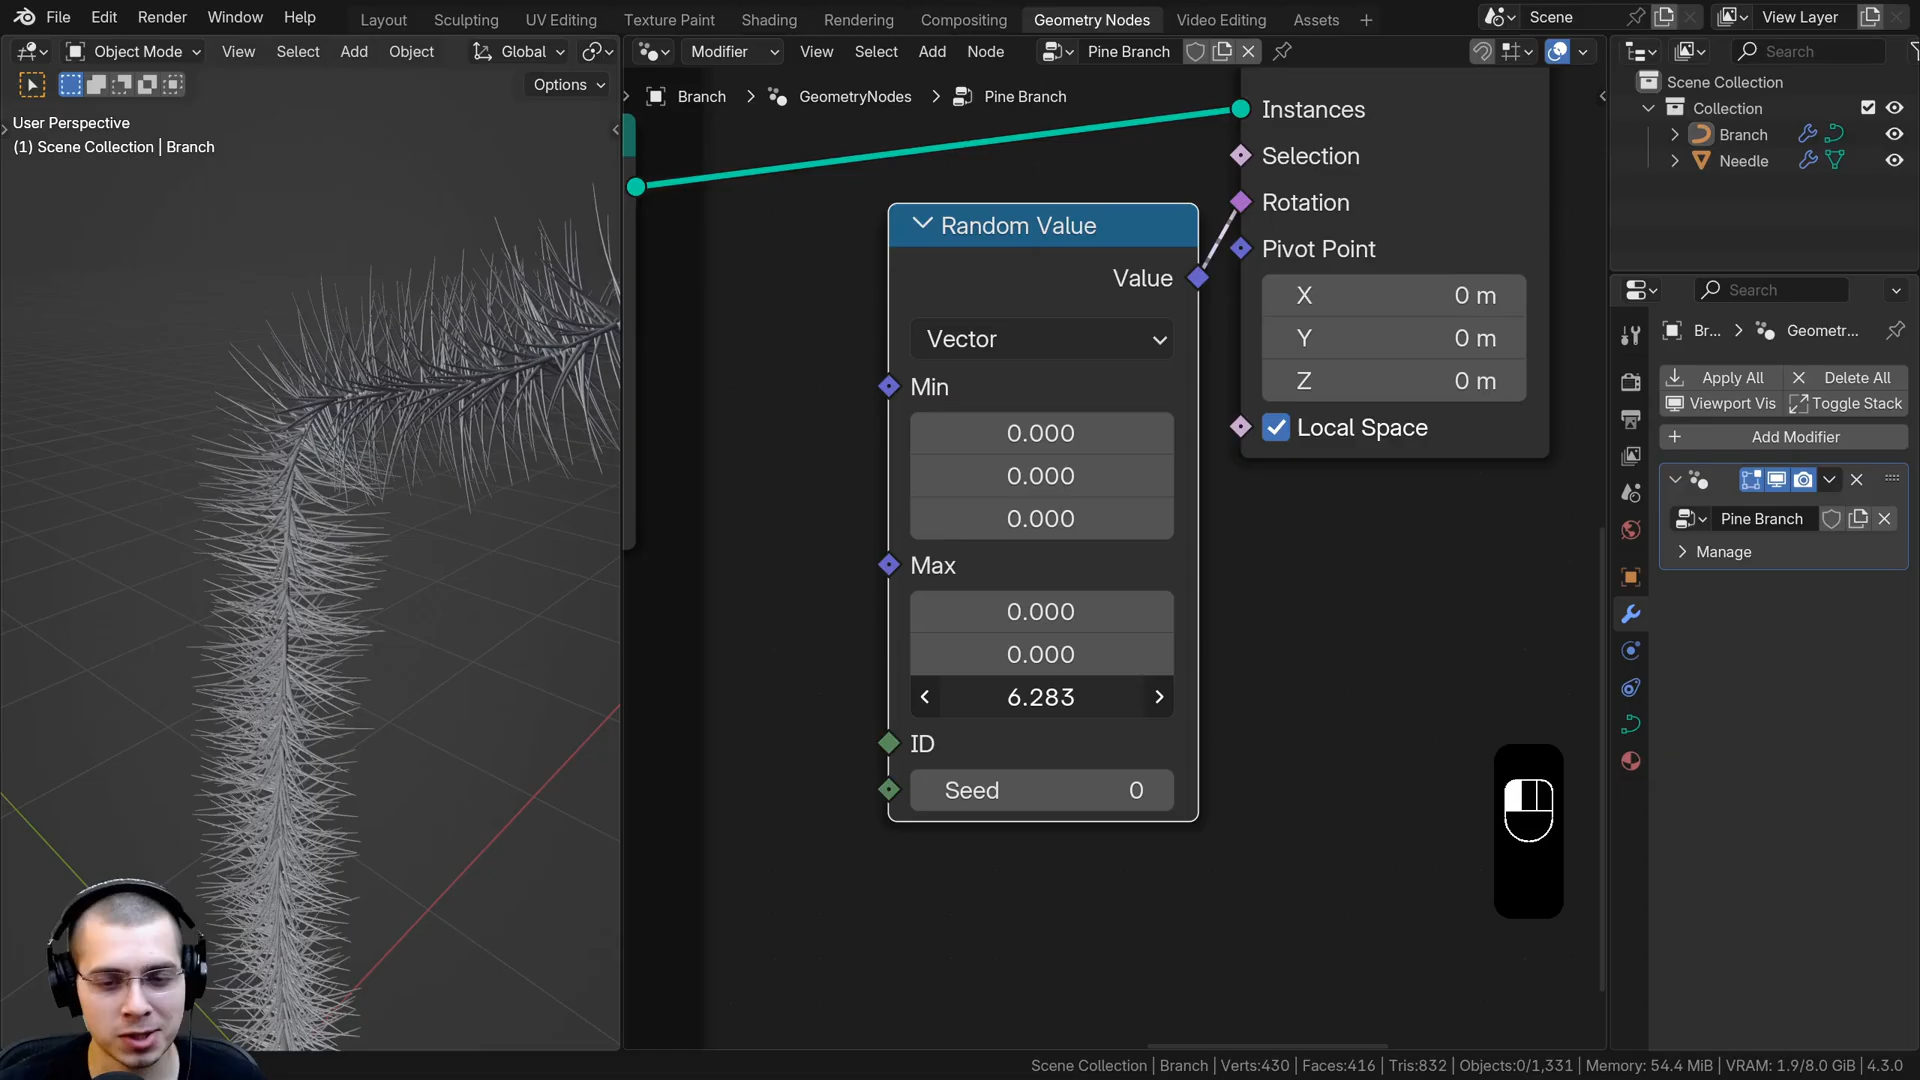 File Edit Render Window Help
Layout Sculpting UV Editing Texture Paint Shading Rendering Compositing Geometry Nodes Video Editing Assets +
Scene View Layer
Object Mode View Select Add Object Global
Modifier View Select Add Node Pine Branch
Search
Options
Branch > GeometryNodes > Pine Branch
User Perspective
(1) Scene Collection | Branch
Scene Collection
Collection
Branch
Needle
Instances
Selection
Rotation
Pivot Point
X 0 m
Y 0 m
Z 0 m
Local Space
Random Value
Value
Vector
Min
0.000
0.000
0.000
Max
0.000
0.000
6.283
ID
Seed 0
Search
Br... > Geometr...
Apply All Delete All
Viewport Vis Toggle Stack
Add Modifier
Pine Branch
Manage
Scene Collection | Branch | Verts:430 | Faces:416 | Tris:832 | Objects:0/1,331 | Memory: 54.4 MiB | VRAM: 1.9/8.0 GiB | 4.3.0